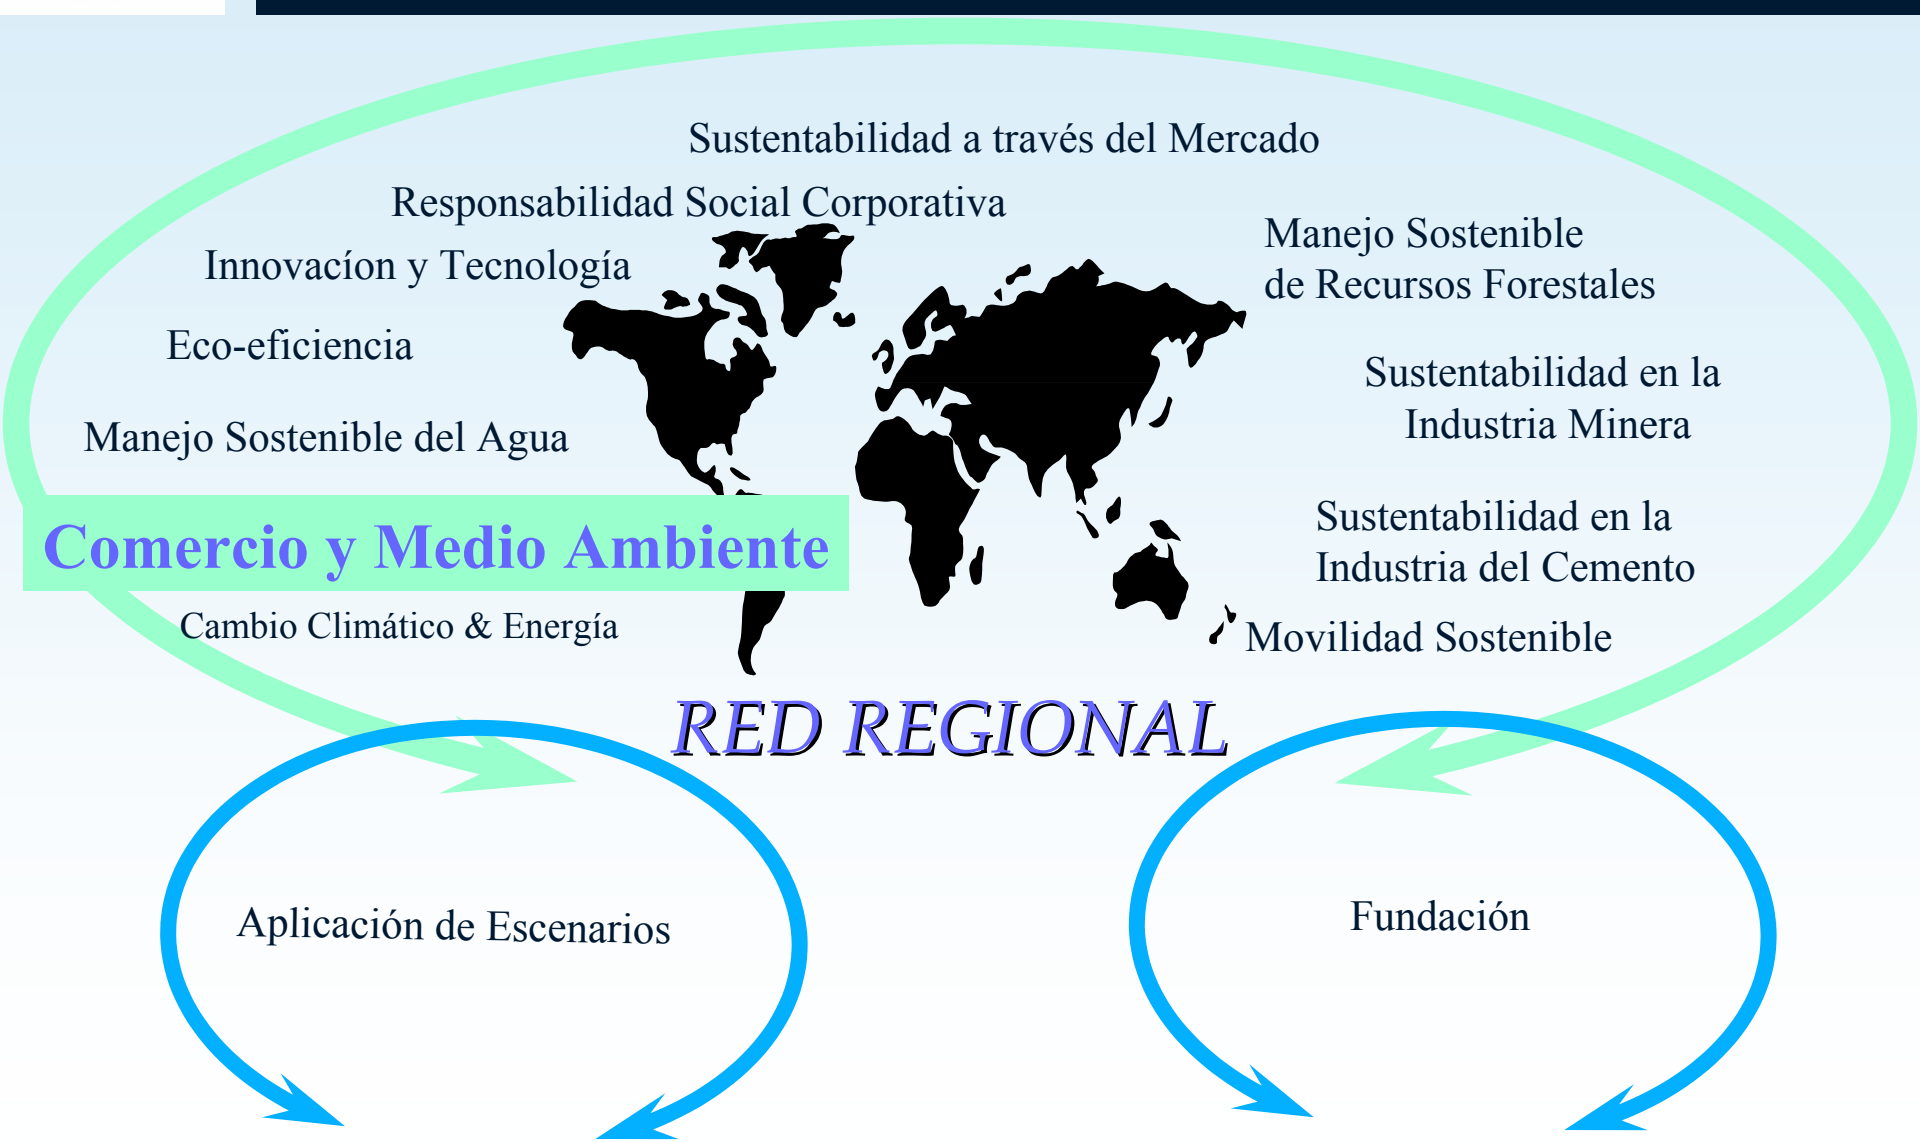 Sustentabilidad a través del Mercado
Responsabilidad Social Corporativa
Innovacíon y Tecnología
Eco-eficiencia
Manejo Sostenible del Agua
Comercio y Medio Ambiente
Cambio Climático & Energía
Manejo Sostenible
de Recursos Forestales
Sustentabilidad en la
Industria Minera
Sustentabilidad en la
Industria del Cemento
Movilidad Sostenible
RED REGIONAL
Aplicación de Escenarios
Fundación